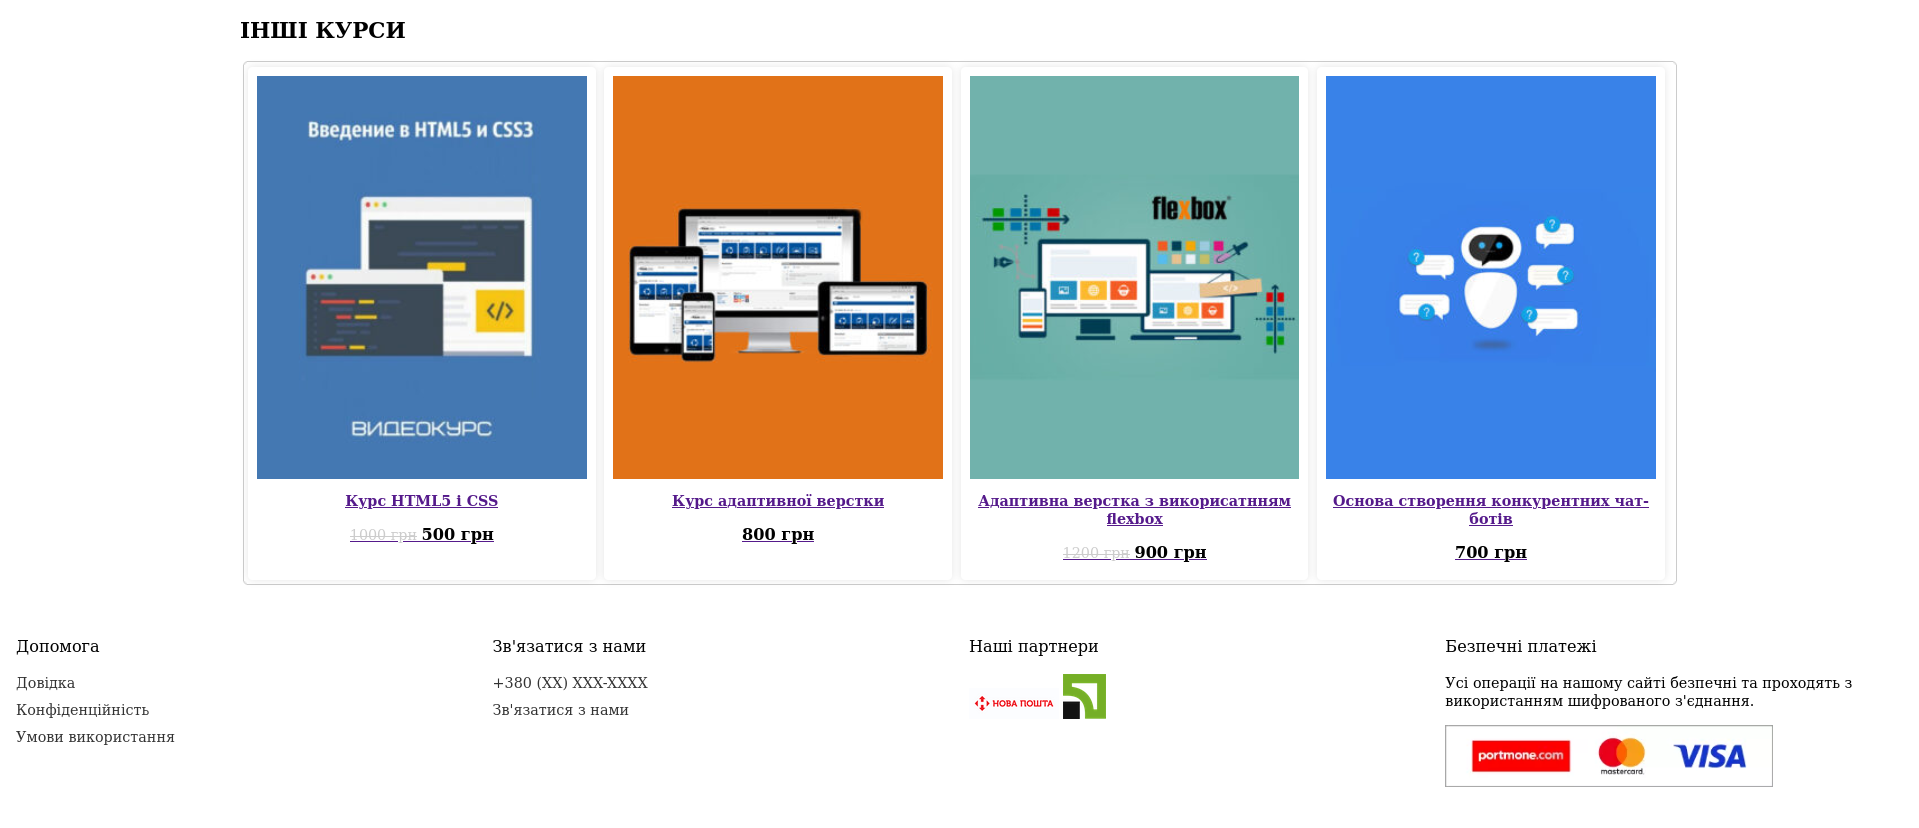 ІНШІ КУРСИ
Введение в HTML5 и CSS3
ВИДЕОКУРС
flexbox
Курс HTML5 і CSS
1000 грн 500 грн
Курс адаптивної верстки
800 грн
Адаптивна верстка з використанням
flexbox
1200 грн 900 грн
Основа створення конкурентних чат-
ботів
700 грн
Допомога
Довідка
Конфіденційність
Умови використання
Зв'язатися з нами
+380 (XX) XXX-XXXX
Зв'язатися з нами
Наші партнери
НОВА ПОШТА
Безпечні платежі
Усі операції на нашому сайті безпечні та проходять з
використанням шифрованого з'єднання.
portmone.com
mastercard.
VISA